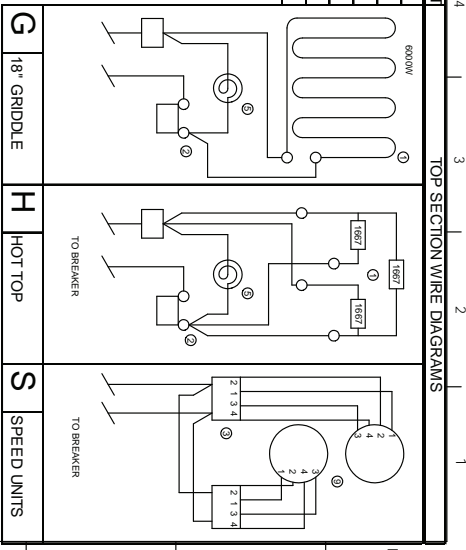 4
3
2
1
TOP SECTION WIRE DIAGRAMS
G
18" GRIDDLE
6000W
1
5
2
H
HOT TOP
TO BREAKER
1667
1667
1667
1
5
2
S
SPEED UNITS
TO BREAKER
2 1 3 4
3
2 1 3 4
1
2
4
3
3
4
2
1
9